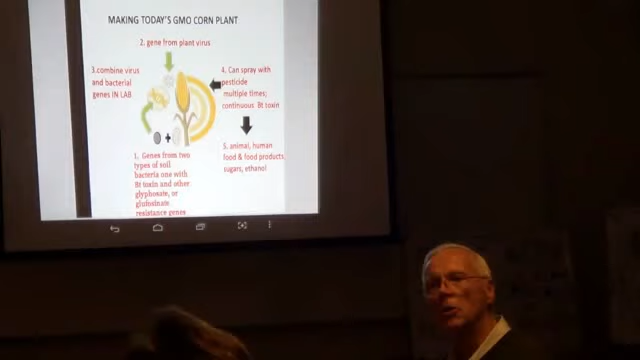 MAKING TODAY'S GMO CORN PLANT
2. gene from plant virus
3.combine virus
and bacterial
genes IN LAB
4. Can spray with
pesticide
multiple times;
continuous Bt toxin
1. Genes from two
types of soil
bacteria one with
Bt toxin and other
glyphosate, or
glufosinate
resistance genes
5. animal, human
food & food products,
sugars, ethanol